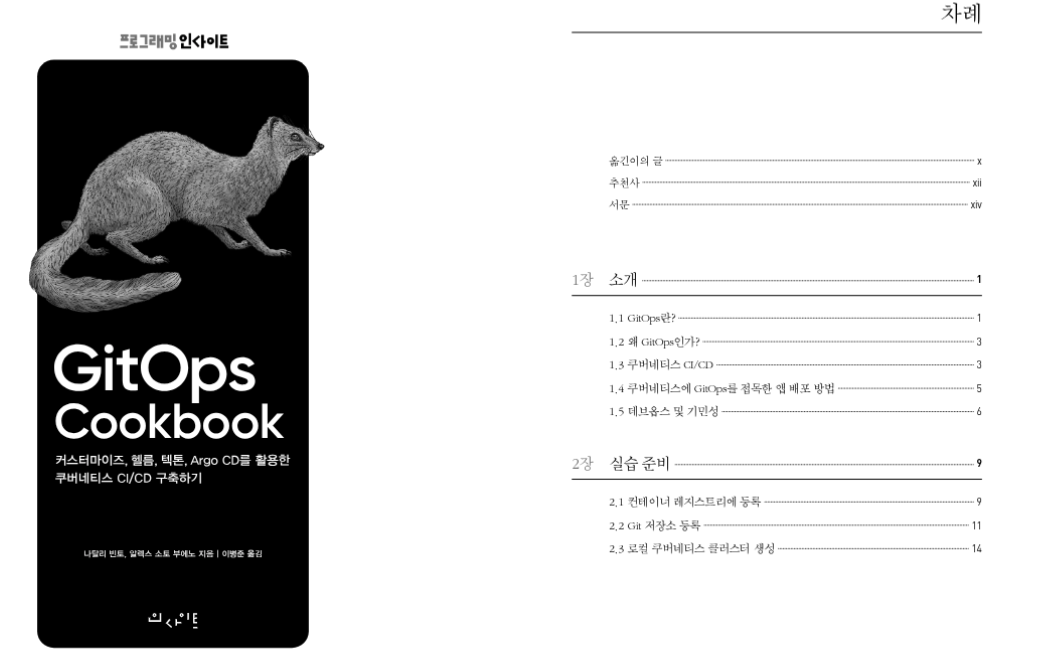 프로그래밍 인사이트
GitOps
Cookbook
커스터마이즈, 헬름, 텍톤, Argo CD를 활용한
쿠버네티스 CI/CD 구축하기
나탈리 빈토, 알렉스 소토 부에노 지음 | 이병준 옮김
인사이트
차례
옮긴이의 글 x
추천사 xii
서문 xiv
1장 소개 1
1.1 GitOps란? 1
1.2 왜 GitOps인가? 3
1.3 쿠버네티스 CI/CD 3
1.4 쿠버네티스에 GitOps를 접목한 앱 배포 방법 5
1.5 데브옵스 및 기민성 6
2장 실습 준비 9
2.1 컨테이너 레지스트리에 등록 9
2.2 Git 저장소 등록 11
2.3 로컬 쿠버네티스 클러스터 생성 14